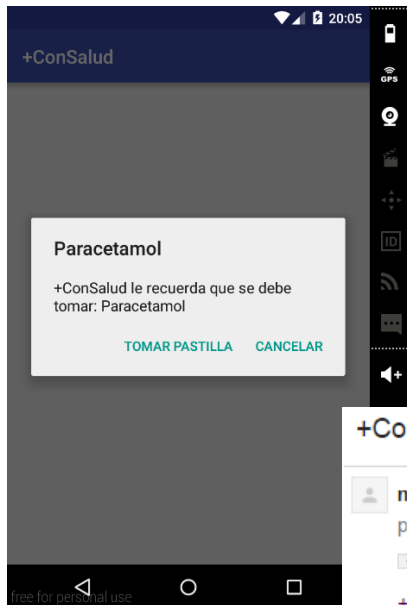 20:05
+ConSalud
GPS
Paracetamol
+ConSalud le recuerda que se debe
tomar: Paracetamol
TOMAR PASTILLA CANCELAR
ID
+Co
free for personal use